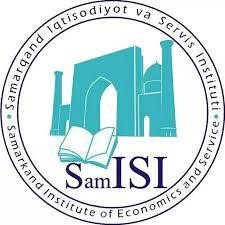 Samarqand Iqtisodiyot va Servis Instituti
SamISI
Samarkand Institute of Economics and Service